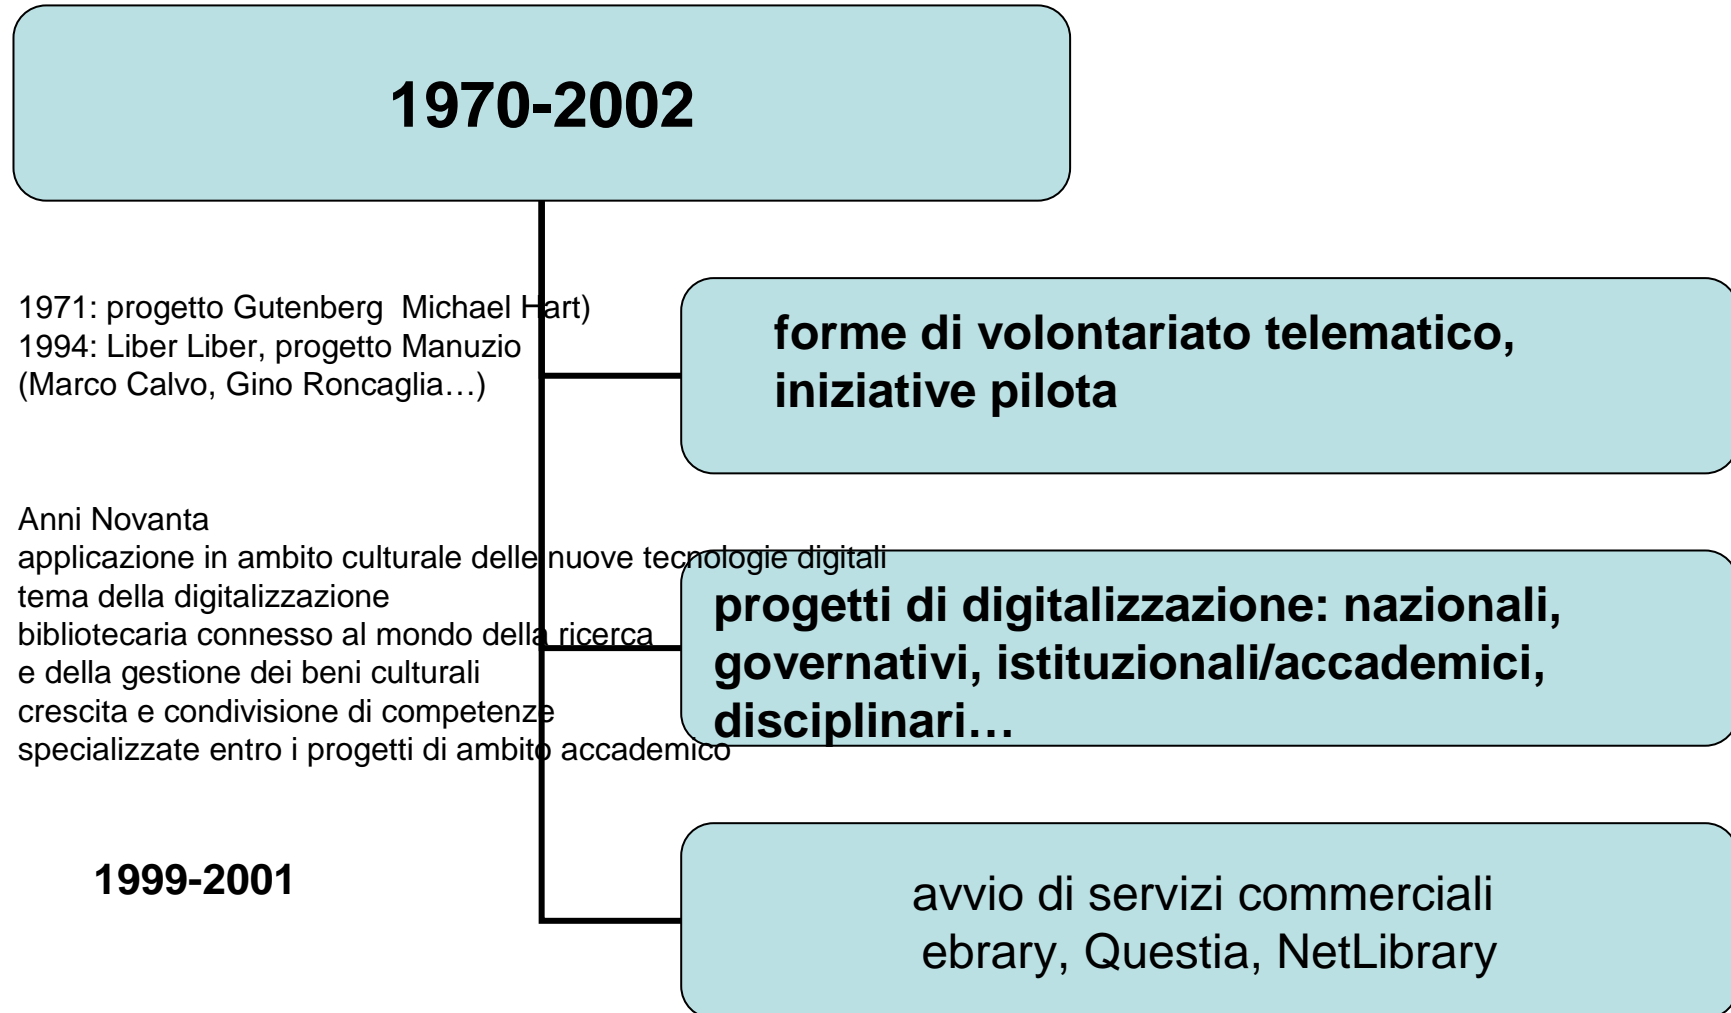 1970-2002
1971: progetto Gutenberg  Michael Hart)
1994: Liber Liber, progetto Manuzio
(Marco Calvo, Gino Roncaglia…)
forme di volontariato telematico,
iniziative pilota
Anni Novanta
applicazione in ambito culturale delle nuove tecnologie digitali
tema della digitalizzazione
bibliotecaria connesso al mondo della ricerca
e della gestione dei beni culturali
crescita e condivisione di competenze
specializzate entro i progetti di ambito accademico
progetti di digitalizzazione: nazionali,
governativi, istituzionali/accademici,
disciplinari…
1999-2001
avvio di servizi commerciali
ebrary, Questia, NetLibrary